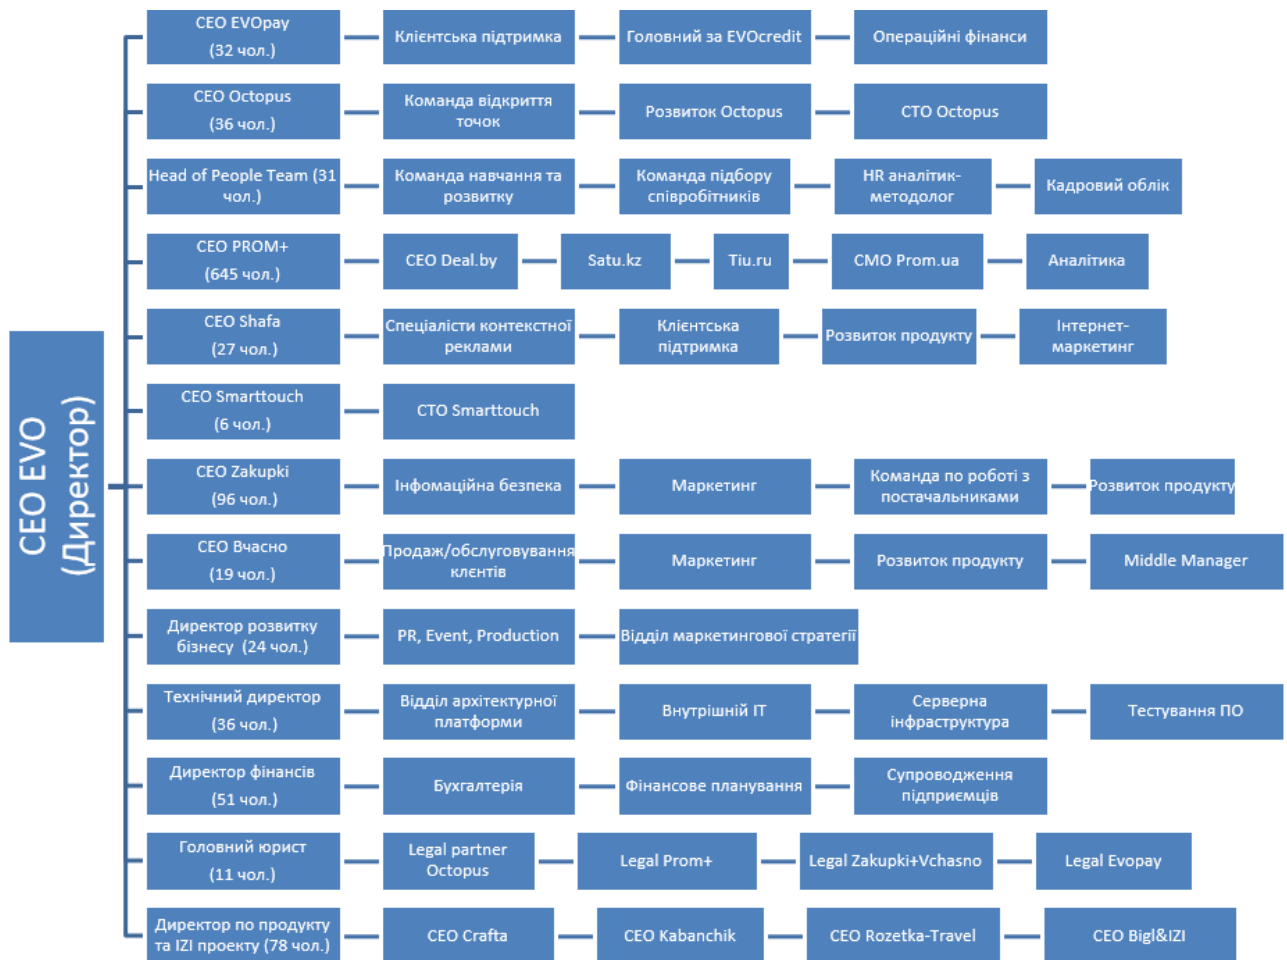 CEO EVO
(Директор)
CEO EVOpay
(32 чол.)
Клієнтська підтримка
Головний за EVOcredit
Операційні фінанси
CEO Octopus
(36 чол.)
Команда відкриття
точок
Розвиток Octopus
CTO Octopus
Head of People Team (31
чол.)
Команда навчання та
розвитку
Команда підбору
співробітників
HR аналітик-
методолог
Кадровий облік
CEO PROM+
(645 чол.)
CEO Deal.by
Satu.kz
Tiu.ru
CMO Prom.ua
Аналітика
CEO Shafa
(27 чол.)
Спеціалісти контекстної
реклами
Клієнтська
підтримка
Розвиток продукту
Інтернет-
маркетинг
CEO Smarttouch
(6 чол.)
CTO Smarttouch
CEO Zakupki
(96 чол.)
Інфомаційна безпека
Маркетинг
Команда по роботі з
постачальниками
Розвиток продукту
CEO Вчасно
(19 чол.)
Продаж/обслуговування
клєнтів
Маркетинг
Розвиток продукту
Middle Manager
Директор розвитку
бізнесу (24 чол.)
PR, Event, Production
Відділ маркетингової стратегії
Технічний директор
(36 чол.)
Відділ архітектурної
платформи
Внутрішній IT
Серверна
інфраструктура
Тестування ПО
Директор фінансів
(51 чол.)
Бухгалтерія
Фінансове планування
Супроводження
підприємців
Головний юрист
(11 чол.)
Legal partner
Octopus
Legal Prom+
Legal Zakupki+Vchasno
Legal Evopay
Директор по продукту
та IZI проекту (78 чол.)
CEO Crafta
CEO Kabanchik
CEO Rozetka-Travel
CEO Bigl&IZI